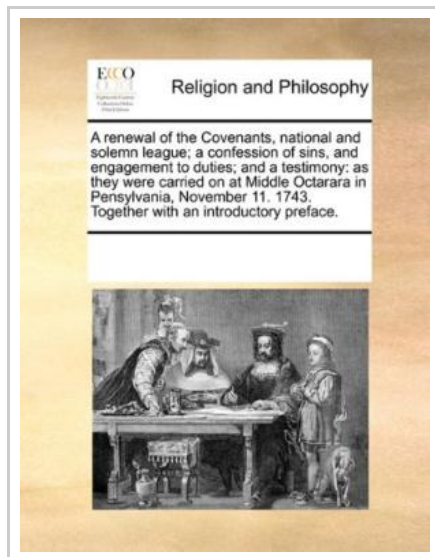 ECCO
Religion and Philosophy
A renewal of the Covenants, national and
solemn league; a confession of sins, and
engagement to duties; and a testimony: as
they were carried on at Middle Octarara in
Pensylvania, November 11. 1743.
Together with an introductory preface.